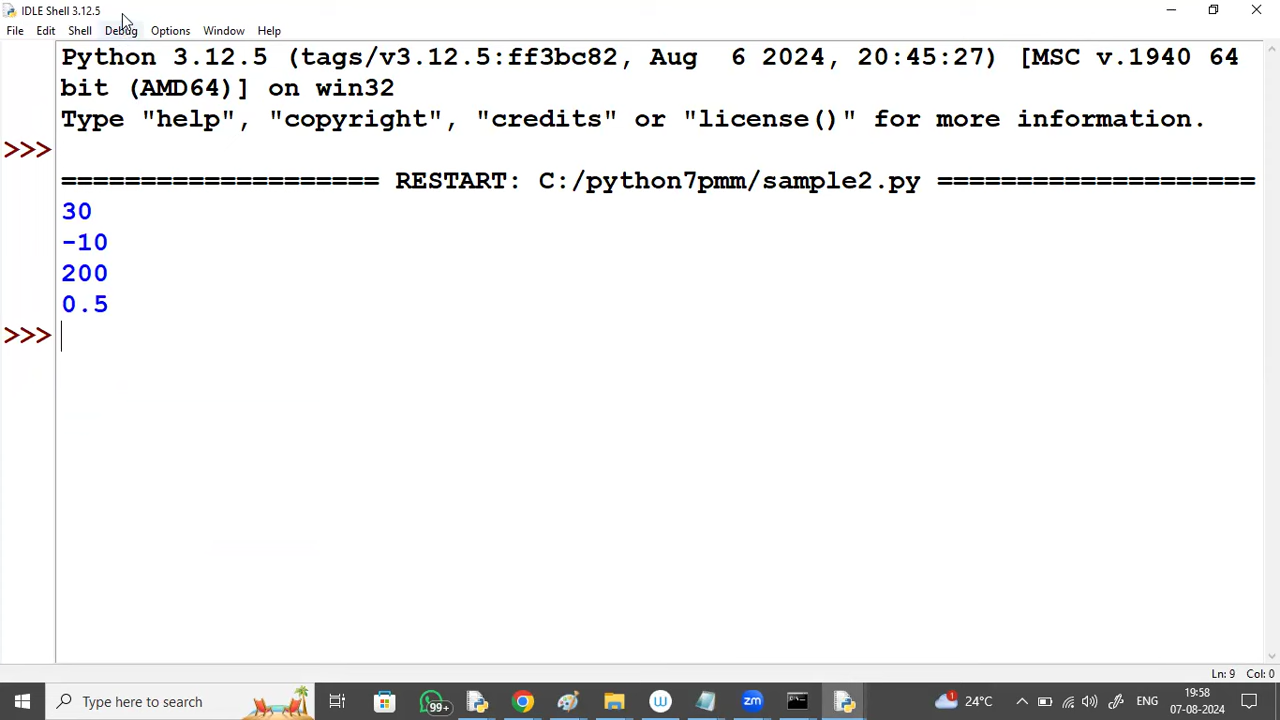 IDLE Shell 3.12.5
File Edit Shell Debug Options Window Help
Python 3.12.5 (tags/v3.12.5:ff3bc82, Aug  6 2024, 20:45:27) [MSC v.1940 64
bit (AMD64)] on win32
Type "help", "copyright", "credits" or "license()" for more information.
>>>
==================== RESTART: C:/python7pmm/sample2.py ====================
30
-10
200
0.5
>>>
Ln: 9 Col: 0
Type here to search
99+
W
zm
1
24°C
ENG
19:58
07-08-2024